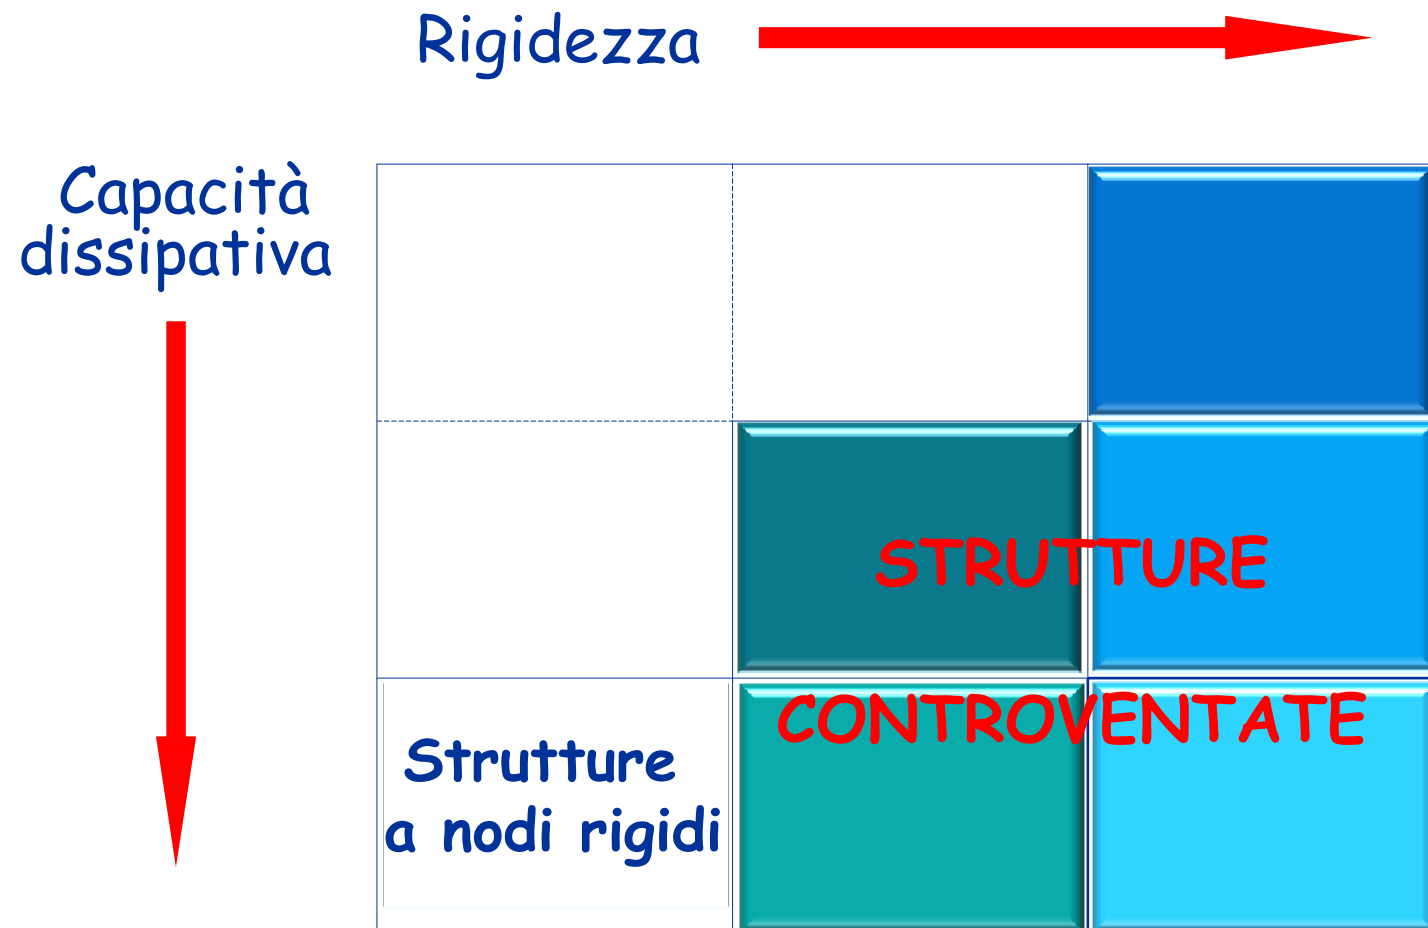 Rigidezza
Capacità
dissipativa
STRUTTURE
CONTROVENTATE
Strutture
a nodi rigidi